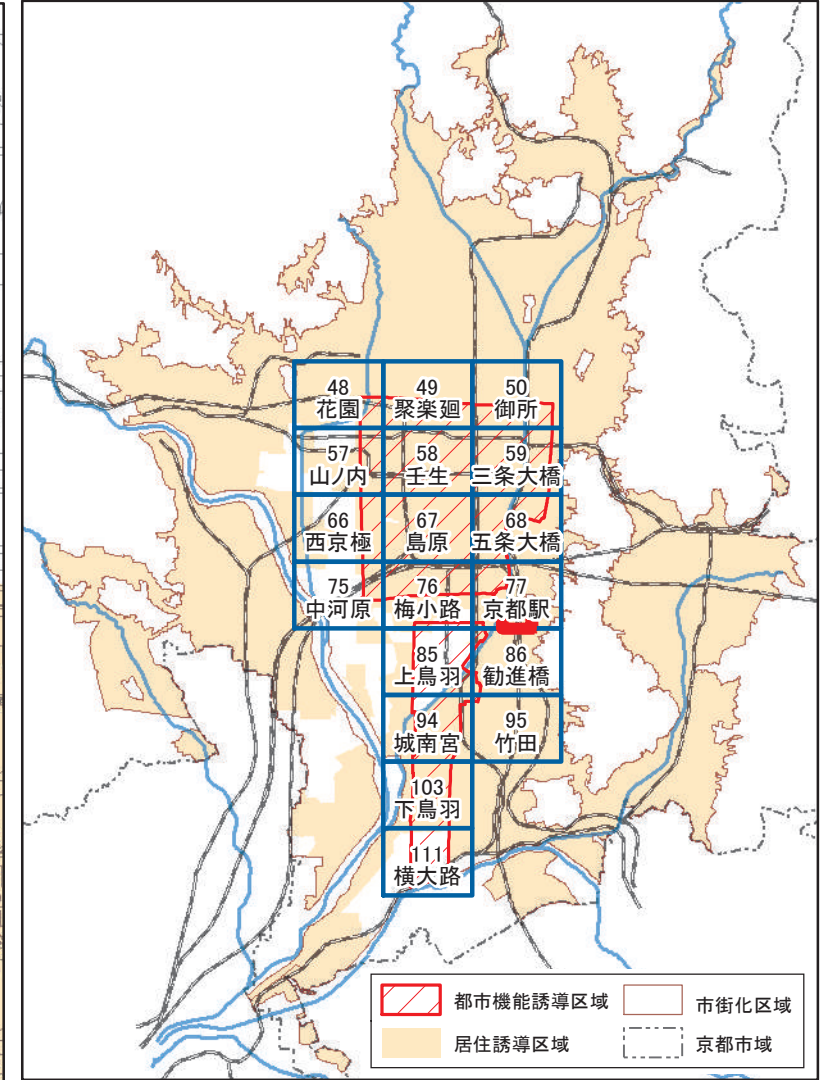 48
花園
49
聚楽廻
50
御所
57
山ノ内
58
壬生
59
三条大橋
66
西京極
67
島原
68
五条大橋
75
中河原
76
梅小路
77
京都駅
85
上鳥羽
86
勧進橋
94
城南宮
95
竹田
103
下鳥羽
111
横大路
都市機能誘導区域
市街化区域
居住誘導区域
京都市域